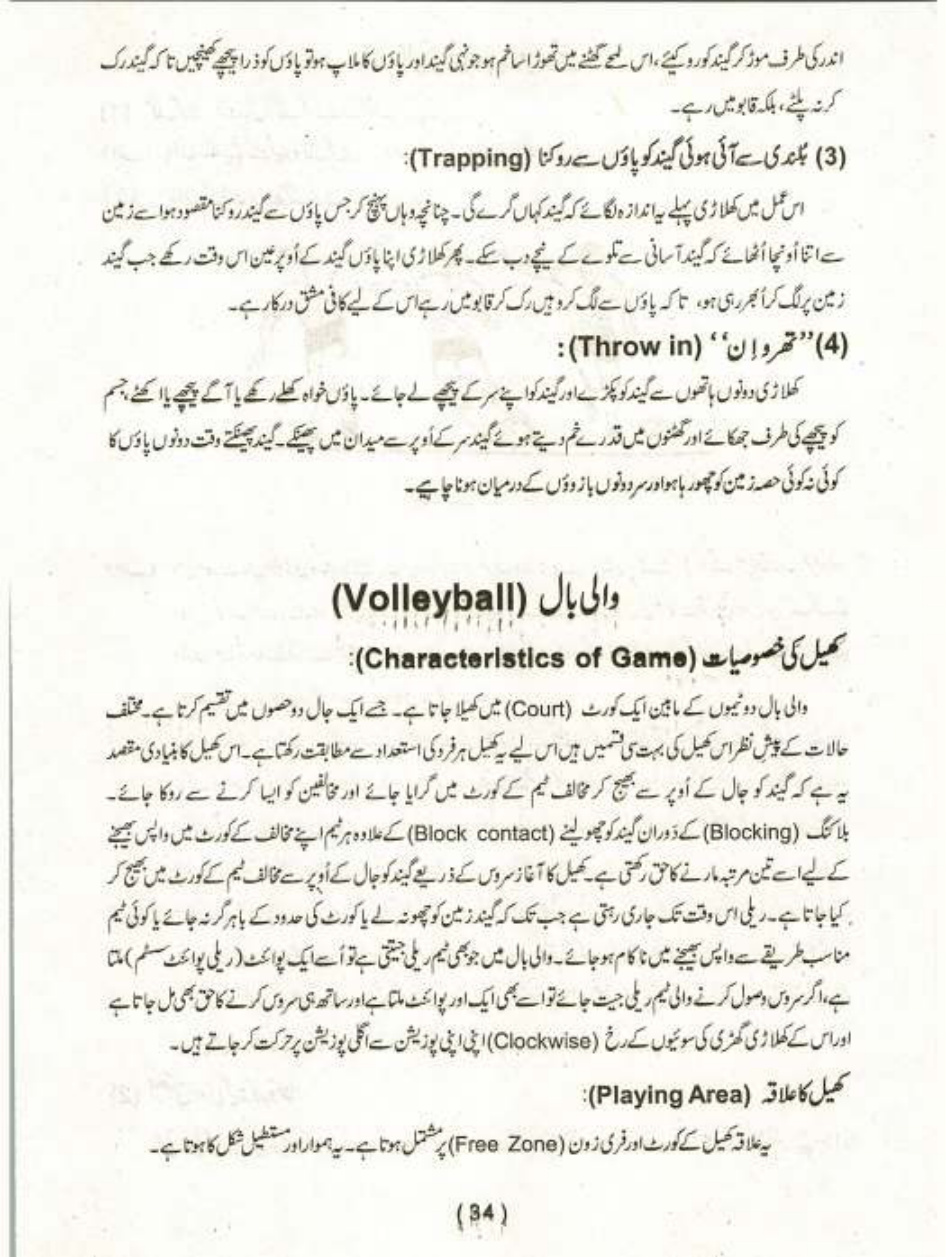 اندر کی طرف موڑ کر گیند کو روکیئے، اس لمحے گھٹنے میں تھوڑا سا خم ہو جونہی گیند اور پاؤں کا ملاپ ہو تو پاؤں کو ذرا پیچھے کھینچیں تاکہ گیند رک
کر نہ پلٹے، بلکہ قابو میں رہے۔
(3) بُلندی سے آئی ہوئی گیند کو پاؤں سے روکنا (Trapping):
اس عمل میں کھلاڑی پہلے یہ اندازہ لگائے کہ گیند کہاں گرے گی۔ چنانچہ وہاں پہنچ کر جس پاؤں سے گیند روکنا مقصود ہو اسے زمین
سے اتنا اُونچا اُٹھائے کہ گیند آسانی سے تلوے کے نیچے دب سکے۔ پھر کھلاڑی اپنا پاؤں گیند کے اُوپر عین اس وقت رکھے جب گیند
زمین پر لگ کر اُبھر رہی ہو، تاکہ پاؤں سے لگ کر وہیں رک کر قابو میں رہے اس کے لیے کافی مشق درکار ہے۔
(4) ’’تھرو اِن‘‘ (Throw in):
کھلاڑی دونوں ہاتھوں سے گیند کو پکڑے اور گیند کو اپنے سر کے پیچھے لے جائے۔ پاؤں خواہ کھلے رکھے یا آگے پیچھے یا اکھٹے، جسم
کو پیچھے کی طرف جھکائے اور گھٹنوں میں قدرے خم دیتے ہوئے گیند سر کے اُوپر سے میدان میں پھینکے۔ گیند پھینکتے وقت دونوں پاؤں کا
کوئی نہ کوئی حصہ زمین کو چھو رہا ہو اور سر دونوں بازوؤں کے درمیان ہونا چاہیے۔
والی بال (Volleyball)
کھیل کی خصوصیات (Characteristics of Game):
والی بال دو ٹیموں کے مابین ایک کورٹ (Court) میں کھیلا جاتا ہے۔ جسے ایک جال دو حصوں میں تقسیم کرتا ہے۔ مختلف
حالات کے پیشِ نظر اس کھیل کی بہت سی قسمیں ہیں اس لیے یہ کھیل ہر فرد کی استعداد سے مطابقت رکھتا ہے۔ اس کھیل کا بنیادی مقصد
یہ ہے کہ گیند کو جال کے اُوپر سے بھیج کر مخالف ٹیم کے کورٹ میں گرایا جائے اور مخالفین کو ایسا کرنے سے روکا جائے۔
بلاکنگ (Blocking) کے دَوران گیند کو چھو لینے (Block contact) کے علاوہ ہر ٹیم اپنے مخالف کے کورٹ میں واپس بھیجنے
کے لیے اسے تین مرتبہ مارنے کا حق رکھتی ہے۔ کھیل کا آغاز سروس کے ذریعے گیند کو جال کے اُوپر سے مخالف ٹیم کے کورٹ میں بھیج کر
کیا جاتا ہے۔ ریلی اس وقت تک جاری رہتی ہے جب تک کہ گیند زمین کو چھو نہ لے یا کورٹ کی حدود کے باہر گر نہ جائے یا کوئی ٹیم
مناسب طریقے سے واپس بھیجنے میں ناکام ہو جائے۔ والی بال میں جو بھی ٹیم ریلی جیتتی ہے تو اُسے ایک پوائنٹ (ریلی پوائنٹ سسٹم) ملتا
ہے، اگر سروس وصول کرنے والی ٹیم ریلی جیت جائے تو اسے بھی ایک اور پوائنٹ ملتا ہے اور ساتھ ہی سروس کرنے کا حق بھی مل جاتا ہے
اور اس کے کھلاڑی گھڑی کی سوئیوں کے رخ (Clockwise) اپنی اپنی پوزیشن سے اگلی پوزیشن پر حرکت کر جاتے ہیں۔
کھیل کا علاقہ (Playing Area):
یہ علاقہ کھیل کے کورٹ اور فری زون (Free Zone) پر مشتمل ہوتا ہے۔ یہ ہموار اور مستطیل شکل کا ہوتا ہے۔
(34)